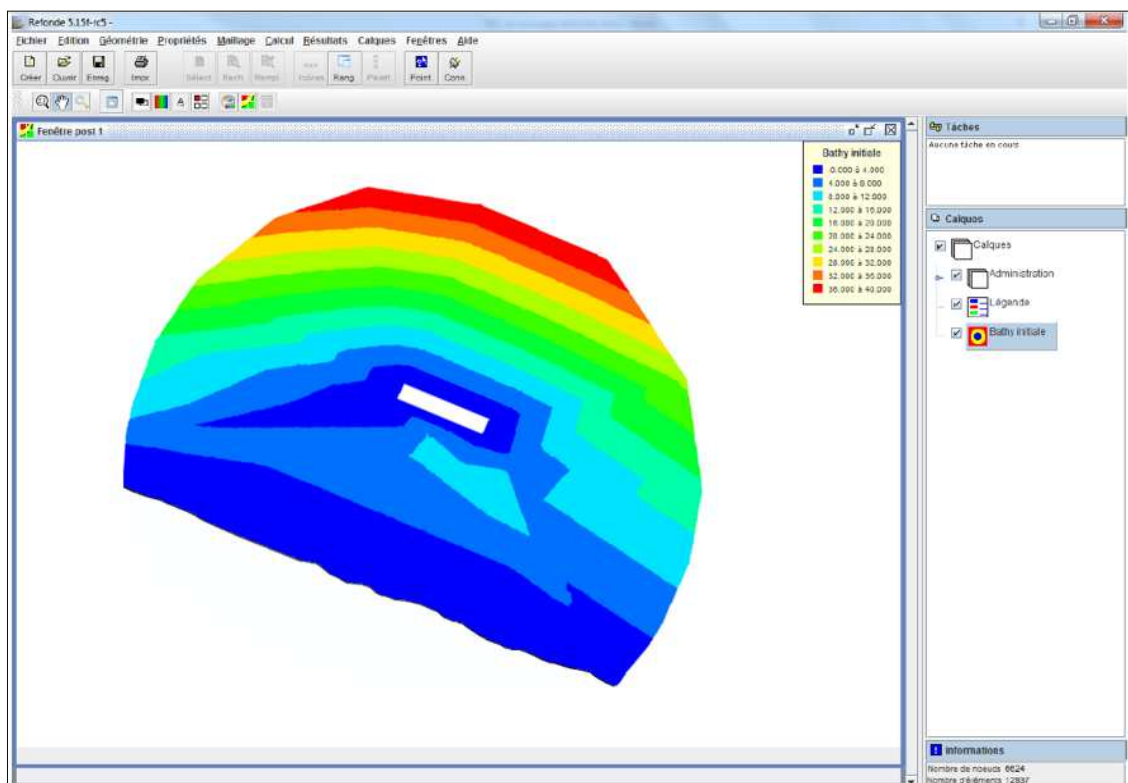 Refonde 5.15f-rc5 -
Fichier Edition Géométrie Propriétés Maillage Calcul Résultats Calques Fenêtres Aide
Créer Ouvrir Enreg Impr Sélect Rech Rempl Icônes Rang Point Conn
Fenêtre post 1
Bathy initiale
0.000 à 4.000
4.000 à 8.000
8.000 à 12.000
12.000 à 16.000
16.000 à 20.000
20.000 à 24.000
24.000 à 28.000
28.000 à 32.000
32.000 à 36.000
36.000 à 40.000
Tâches
Aucune tâche en cours
Calques
Calques
Administration
Légende
Bathy initiale
Informations
Nombre de noeuds 6624
Nombre d'éléments 12837